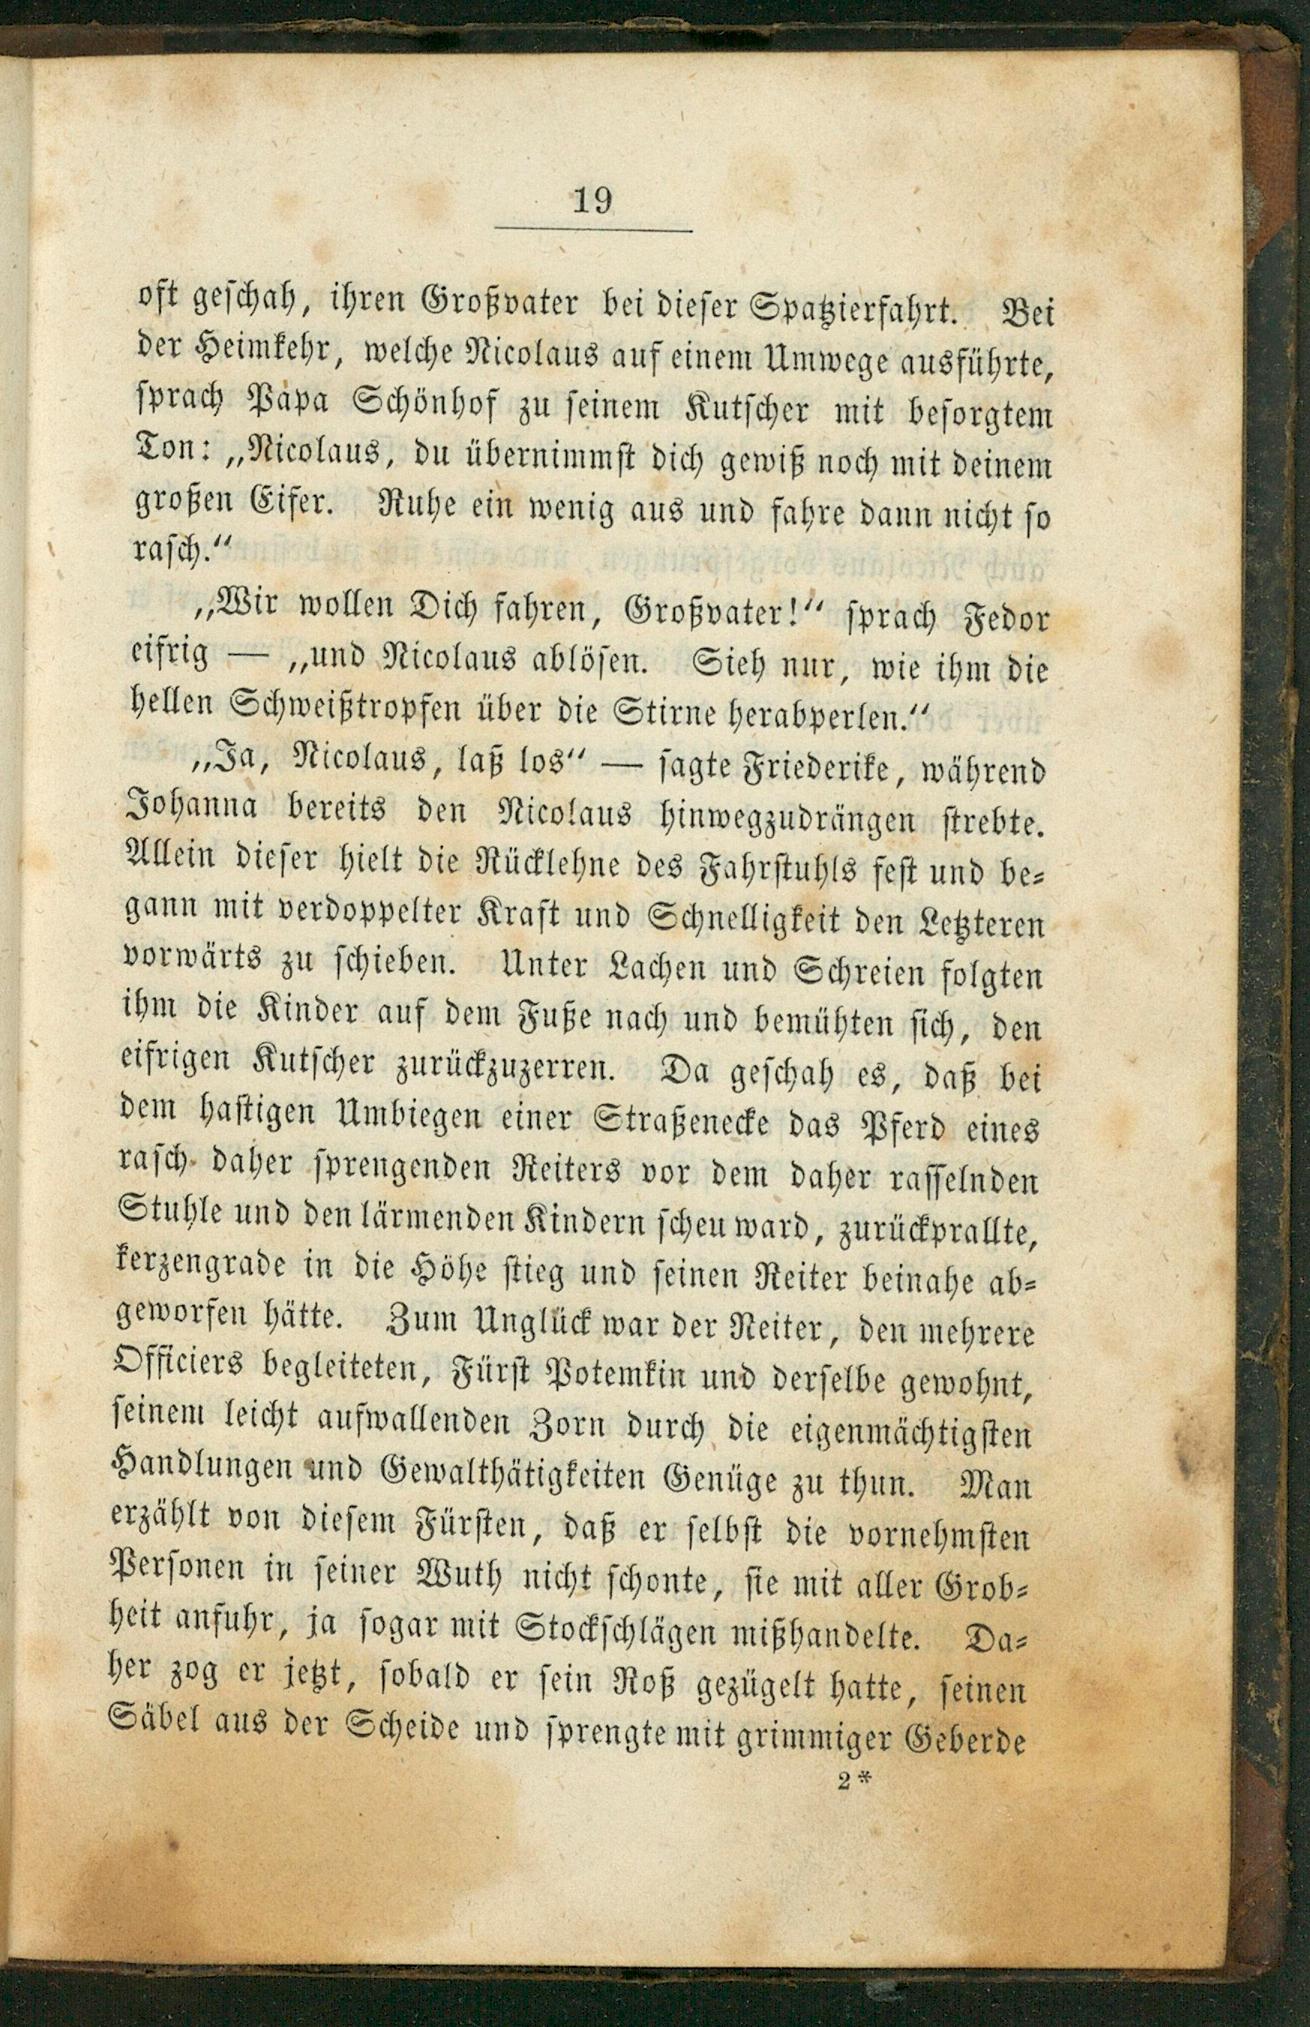 19
oft geschah, ihren Großvater bei dieser Spatzierfahrt. Bei
der Heimkehr, welche Nicolaus auf einem Umwege ausführte,
sprach Papa Schönhof zu seinem Kutscher mit besorgtem
Ton: „Nicolaus, du übernimmst dich gewiß noch mit deinem
großen Eifer. Ruhe ein wenig aus und fahre dann nicht so
rasch.“
„Wir wollen Dich fahren, Großvater!“ sprach Fedor
eifrig — „und Nicolaus ablösen. Sieh nur, wie ihm die
hellen Schweißtropfen über die Stirne herabperlen.“
„Ja, Nicolaus, laß los“ — sagte Friederike, während
Johanna bereits den Nicolaus hinwegzudrängen strebte.
Allein dieser hielt die Rücklehne des Fahrstuhls fest und be-
gann mit verdoppelter Kraft und Schnelligkeit den Letzteren
vorwärts zu schieben. Unter Lachen und Schreien folgten
ihm die Kinder auf dem Fuße nach und bemühten sich, den
eifrigen Kutscher zurückzuzerren. Da geschah es, daß bei
dem hastigen Umbiegen einer Straßenecke das Pferd eines
rasch daher sprengenden Reiters vor dem daher rasselnden
Stuhle und den lärmenden Kindern scheu ward, zurückprallte,
kerzengrade in die Höhe stieg und seinen Reiter beinahe ab-
geworfen hätte. Zum Unglück war der Reiter, den mehrere
Officiers begleiteten, Fürst Potemkin und derselbe gewohnt,
seinem leicht aufwallenden Zorn durch die eigenmächtigsten
Handlungen und Gewalthätigkeiten Genüge zu thun. Man
erzählt von diesem Fürsten, daß er selbst die vornehmsten
Personen in seiner Wuth nicht schonte, sie mit aller Grob-
heit anfuhr, ja sogar mit Stockschlägen mißhandelte. Da-
her zog er jetzt, sobald er sein Roß gezügelt hatte, seinen
Säbel aus der Scheide und sprengte mit grimmiger Geberde
2*